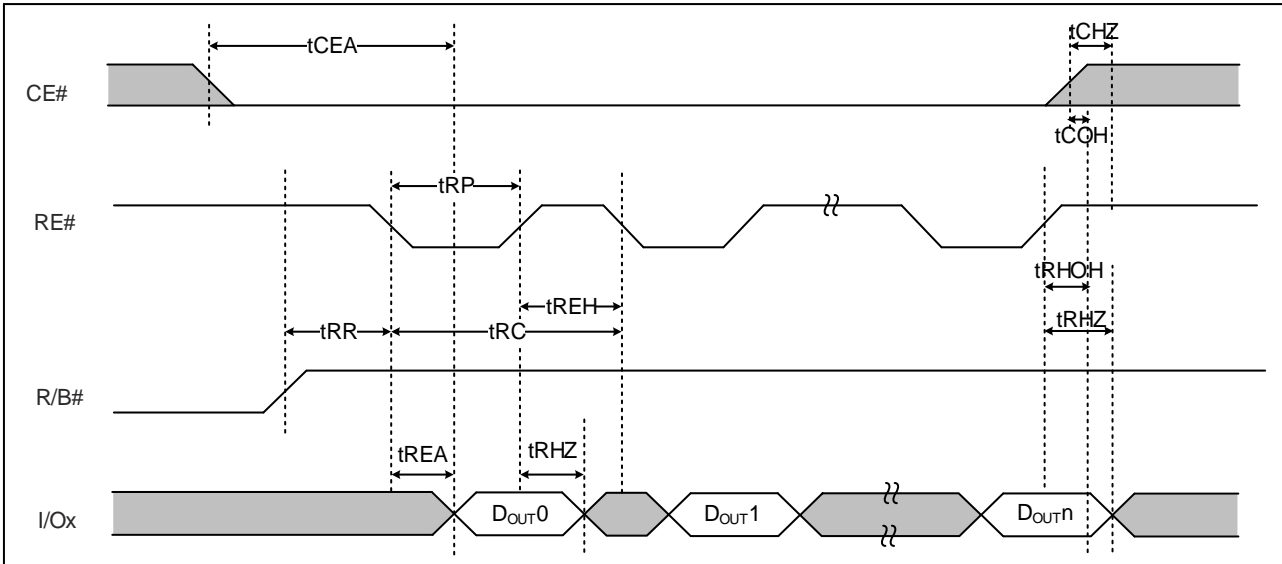 tCEA
tCHZ
CE#
tCOH
tRP
RE#
tRHOH
tREH
tRR
tRC
tRHZ
R/B#
tREA
tRHZ
I/Ox
DOUT0
DOUT1
DOUTn